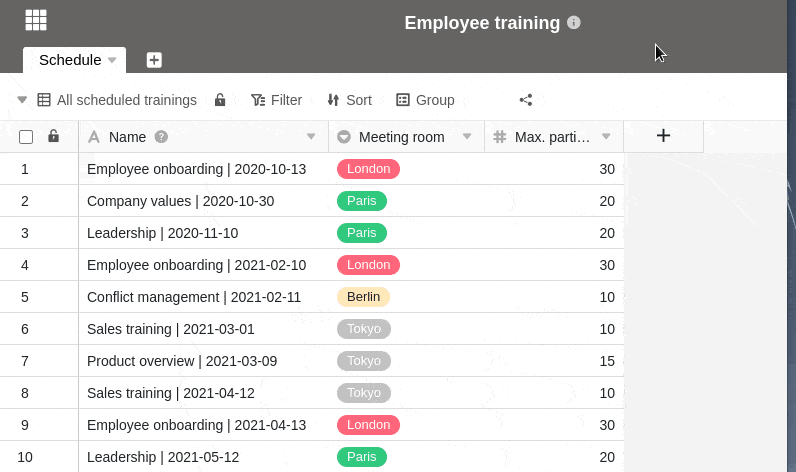 Employee training
Schedule
All scheduled trainings Filter Sort Group
Name Meeting room Max. parti...
1 Employee onboarding | 2020-10-13 London 30
2 Company values | 2020-10-30 Paris 20
3 Leadership | 2020-11-10 Paris 20
4 Employee onboarding | 2021-02-10 London 30
5 Conflict management | 2021-02-11 Berlin 10
6 Sales training | 2021-03-01 Tokyo 10
7 Product overview | 2021-03-09 Tokyo 15
8 Sales training | 2021-04-12 Tokyo 10
9 Employee onboarding | 2021-04-13 London 30
10 Leadership | 2021-05-12 Paris 20